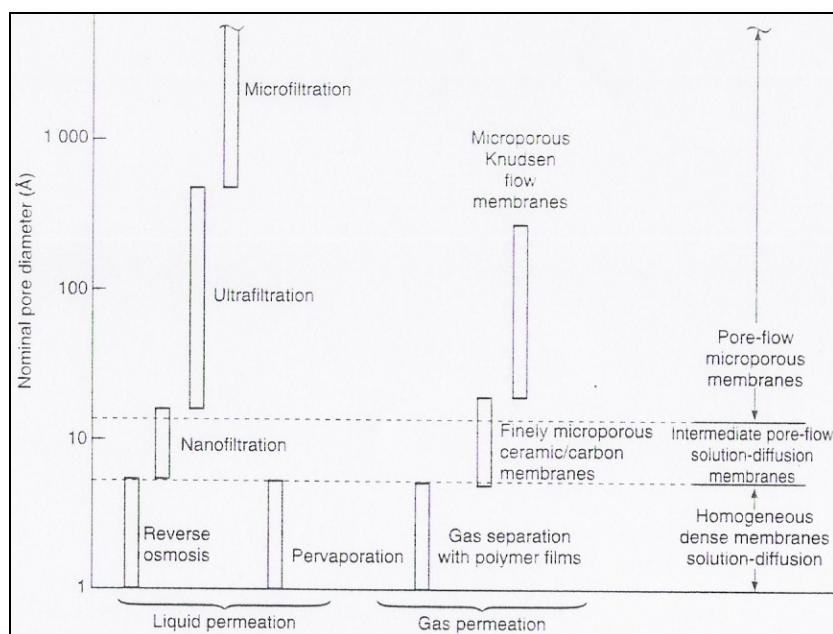 Nominal pore diameter (Å)
1 000
100
10
1
Microfiltration
Ultrafiltration
Nanofiltration
Reverse
osmosis
Pervaporation
Microporous
Knudsen
flow
membranes
Finely microporous
ceramic/carbon
membranes
Gas separation
with polymer films
Pore-flow
microporous
membranes
Intermediate pore-flow
solution-diffusion
membranes
Homogeneous
dense membranes
solution-diffusion
Liquid permeation
Gas permeation